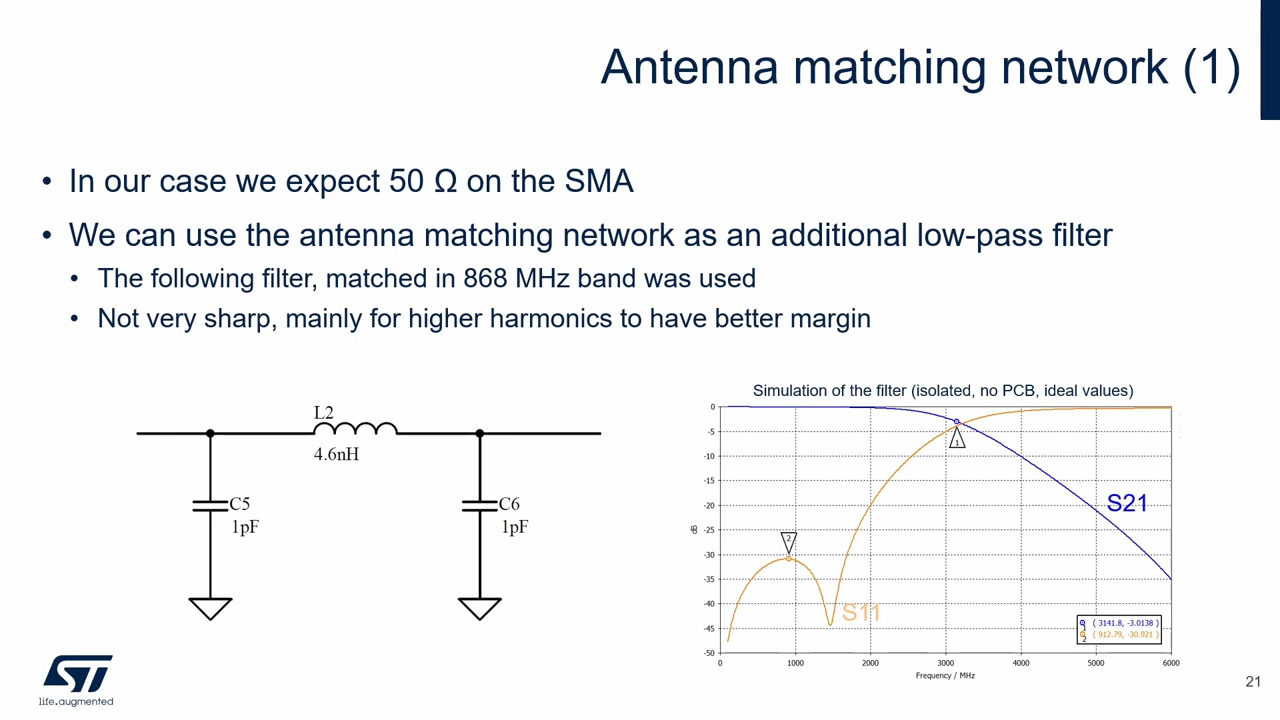 Antenna matching network (1)
• In our case we expect 50 Ω on the SMA
• We can use the antenna matching network as an additional low-pass filter
• The following filter, matched in 868 MHz band was used
• Not very sharp, mainly for higher harmonics to have better margin
L2
4.6nH
C5
1pF
C6
1pF
Simulation of the filter (isolated, no PCB, ideal values)
0
-5
-10
-15
-20
-25
-30
-35
-40
-45
-50
dB
1
2
S21
S11
1 ( 3141.8, -3.0138 )
2 ( 912.79, -30.921 )
0 1000 2000 3000 4000 5000 6000
Frequency / MHz
ST
life.augmented
21